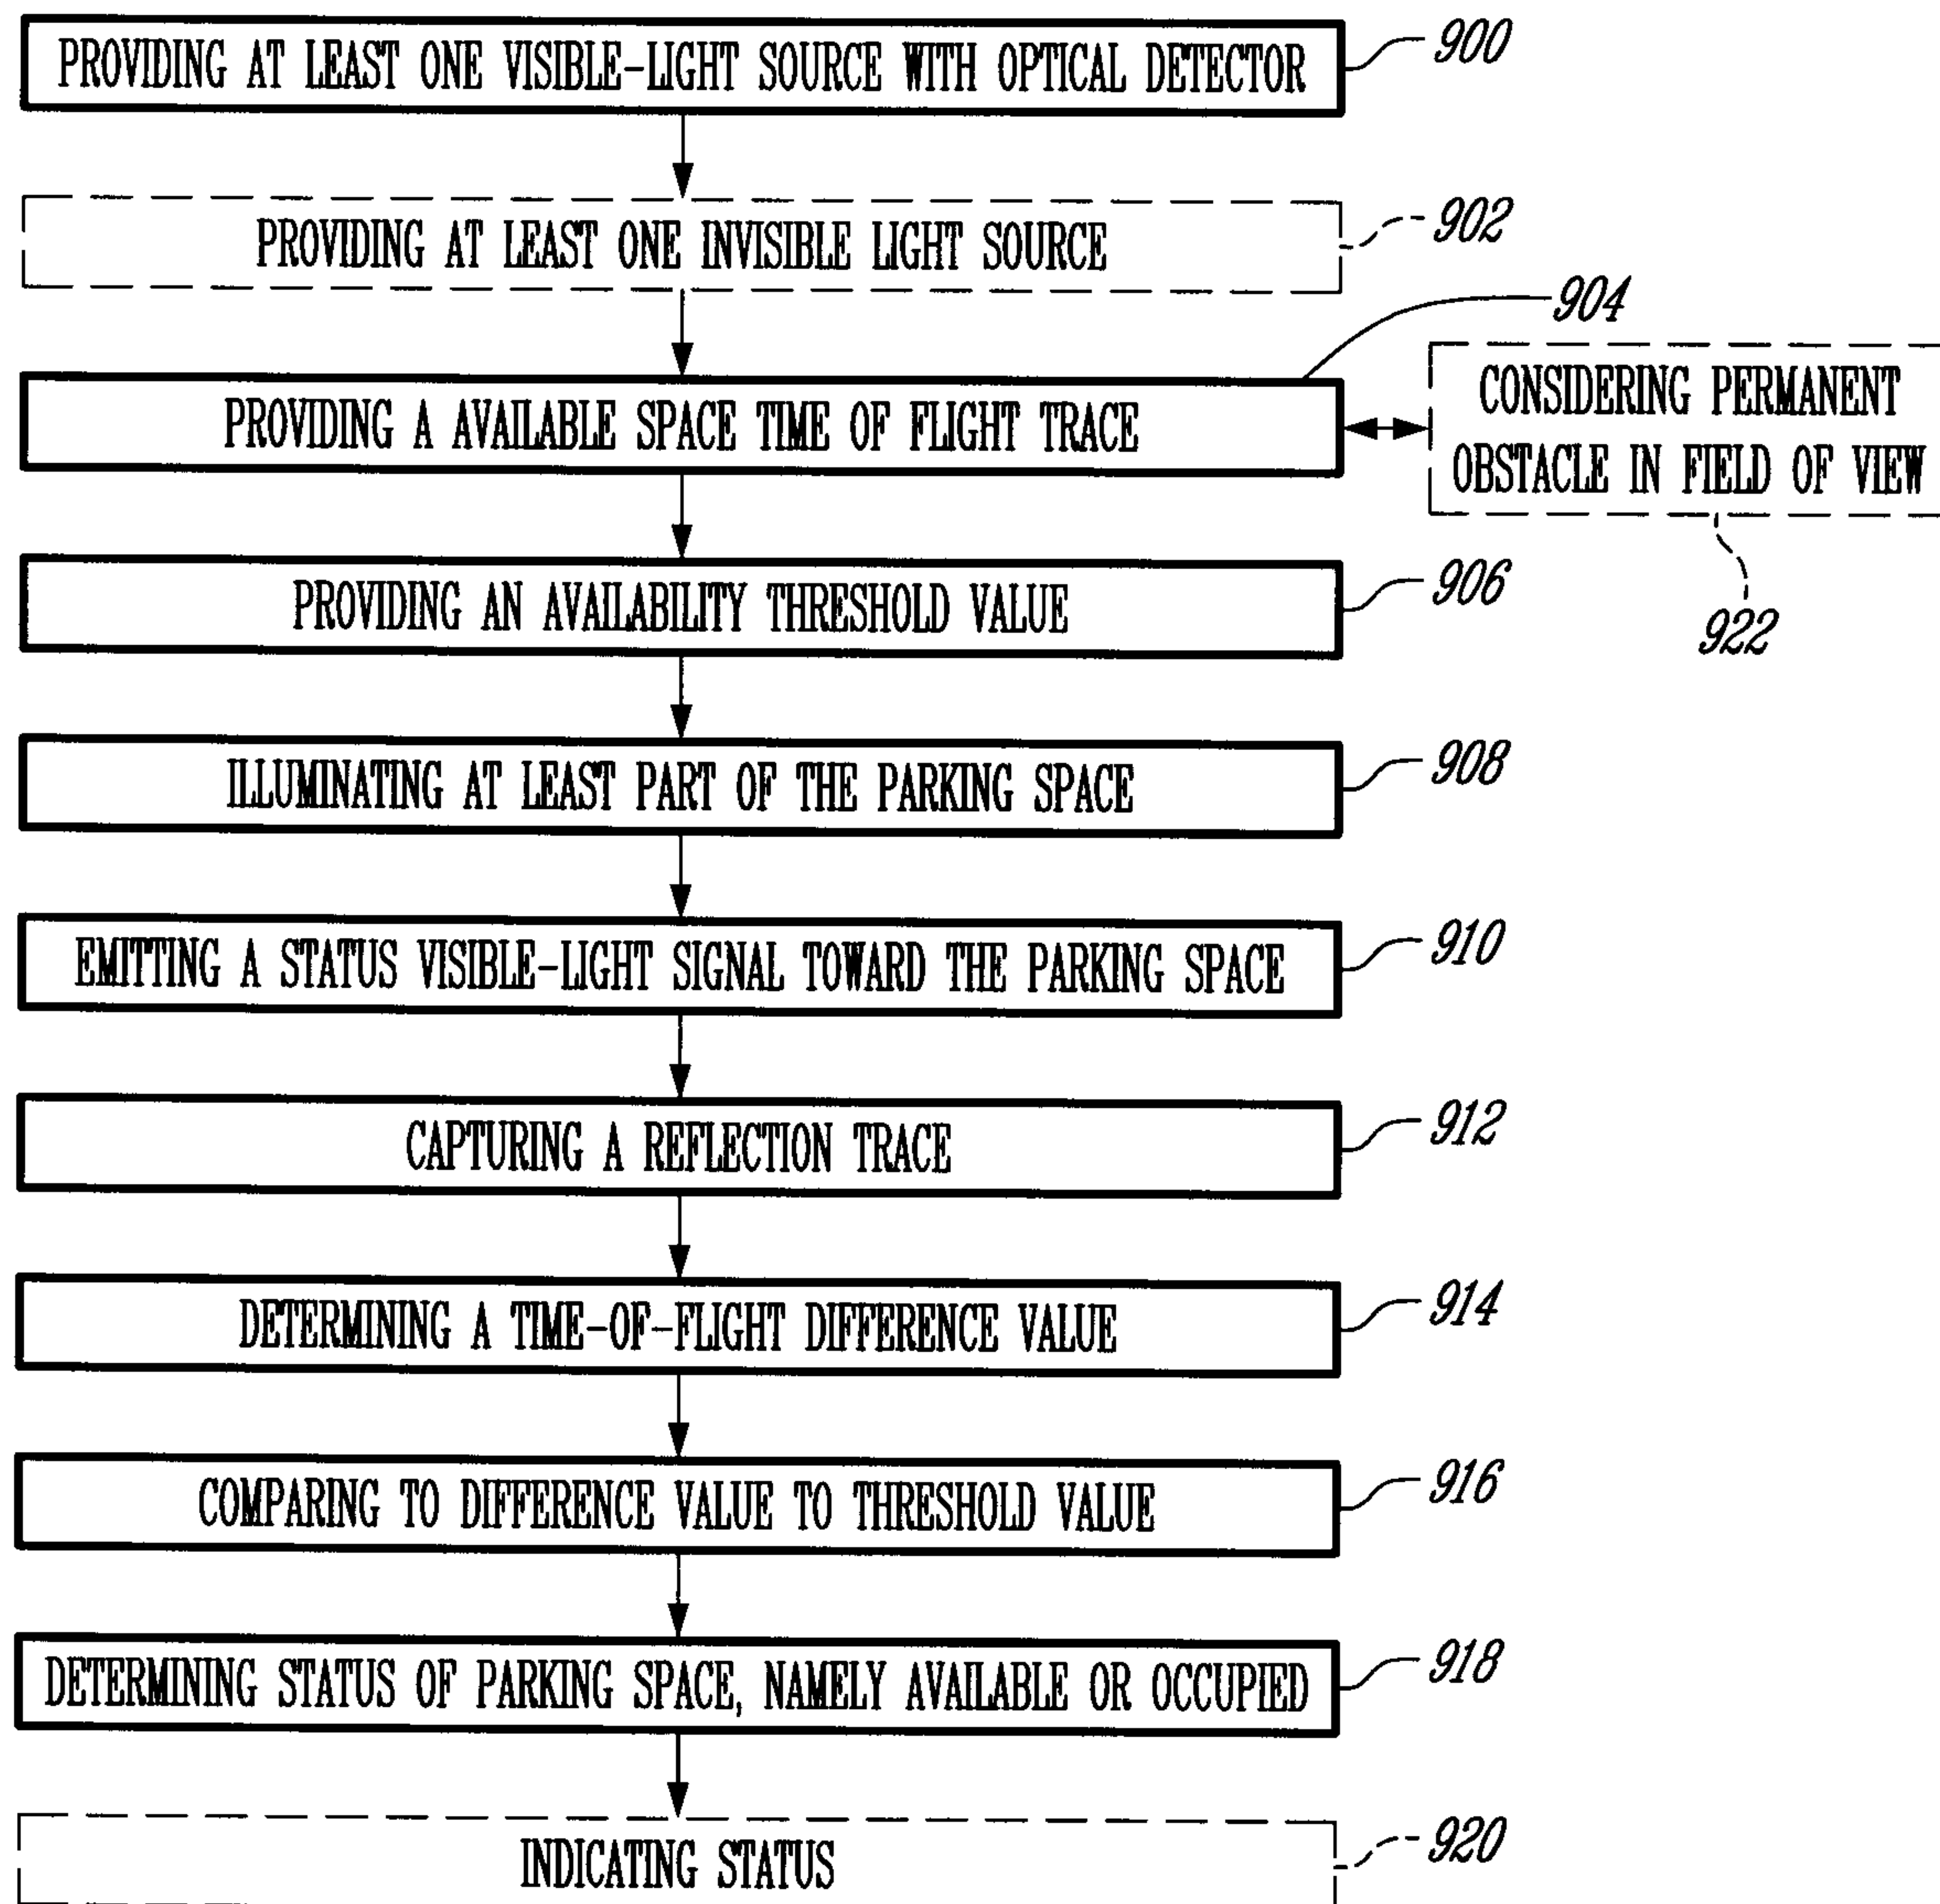 PROVIDING AT LEAST ONE VISIBLE-LIGHT SOURCE WITH OPTICAL DETECTOR
900
PROVIDING AT LEAST ONE INVISIBLE LIGHT SOURCE
902
904
PROVIDING A AVAILABLE SPACE TIME OF FLIGHT TRACE
CONSIDERING PERMANENT
OBSTACLE IN FIELD OF VIEW
922
PROVIDING AN AVAILABILITY THRESHOLD VALUE
906
ILLUMINATING AT LEAST PART OF THE PARKING SPACE
908
EMITTING A STATUS VISIBLE-LIGHT SIGNAL TOWARD THE PARKING SPACE
910
CAPTURING A REFLECTION TRACE
912
DETERMINING A TIME-OF-FLIGHT DIFFERENCE VALUE
914
COMPARING TO DIFFERENCE VALUE TO THRESHOLD VALUE
916
DETERMINING STATUS OF PARKING SPACE, NAMELY AVAILABLE OR OCCUPIED
918
INDICATING STATUS
920